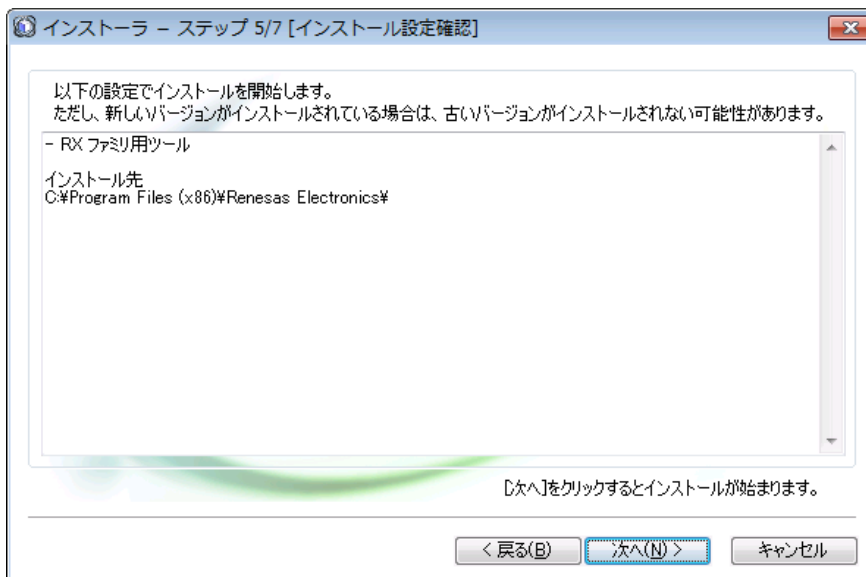 インストーラ － ステップ 5/7 [インストール設定確認]
以下の設定でインストールを開始します。
ただし、新しいバージョンがインストールされている場合は、古いバージョンがインストールされない可能性があります。
- RX ファミリ用ツール
インストール先
C:¥Program Files (x86)¥Renesas Electronics¥
[次へ]をクリックするとインストールが始まります。
< 戻る(B)
次へ(N) >
キャンセル